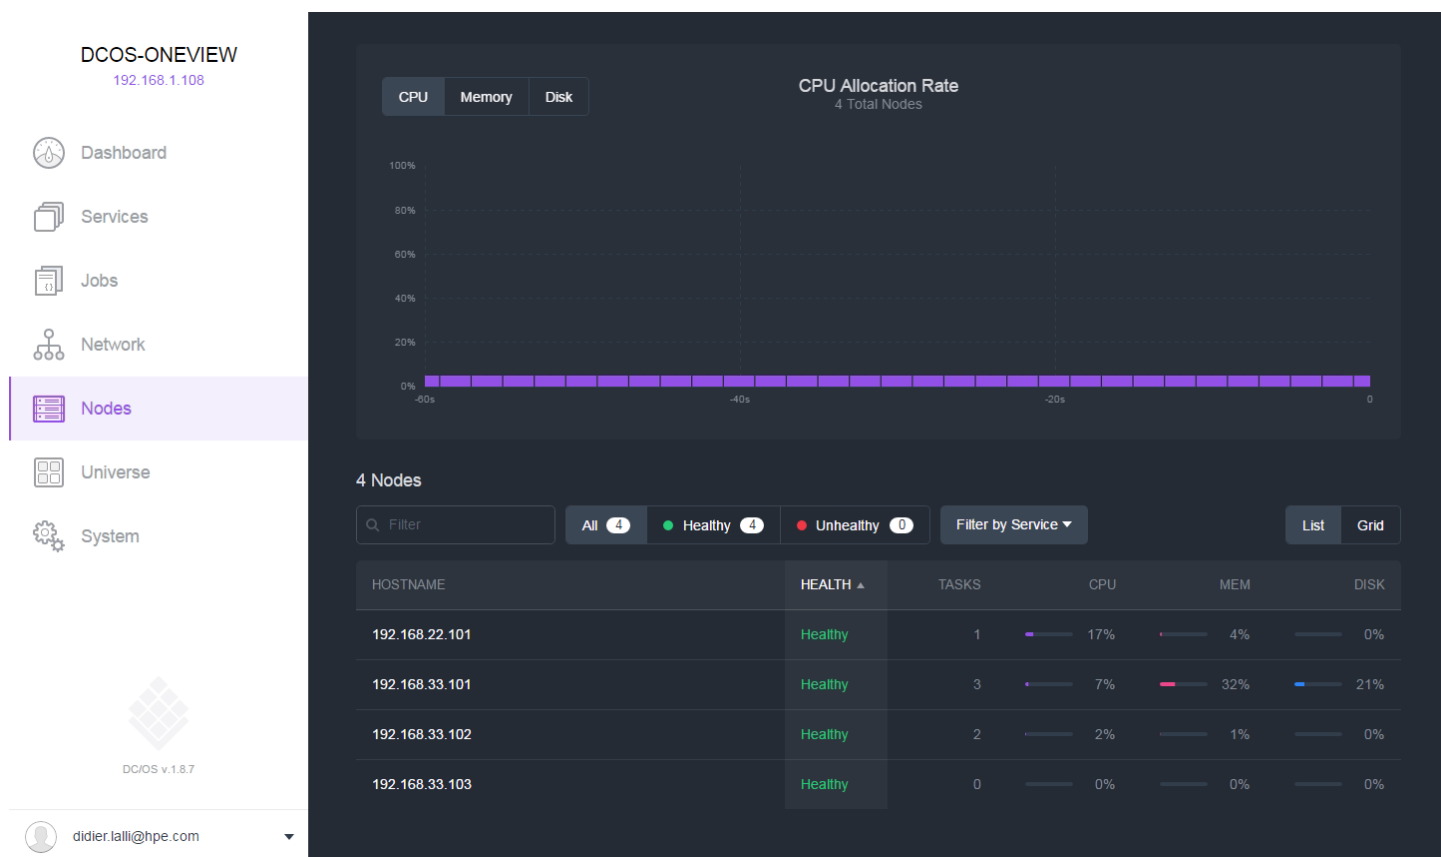 DCOS-ONEVIEW
192.168.1.108
Dashboard
Services
Jobs
Network
Nodes
Universe
System
DC/OS v.1.8.7
didier.lalli@hpe.com
CPU Memory Disk
CPU Allocation Rate
4 Total Nodes
100%
80%
60%
40%
20%
0%
-60s -40s -20s 0
4 Nodes
Filter All 4 Healthy 4 Unhealthy 0 Filter by Service List Grid
HOSTNAME HEALTH TASKS CPU MEM DISK
192.168.22.101 Healthy 1 17% 4% 0%
192.168.33.101 Healthy 3 7% 32% 21%
192.168.33.102 Healthy 2 2% 1% 0%
192.168.33.103 Healthy 0 0% 0% 0%